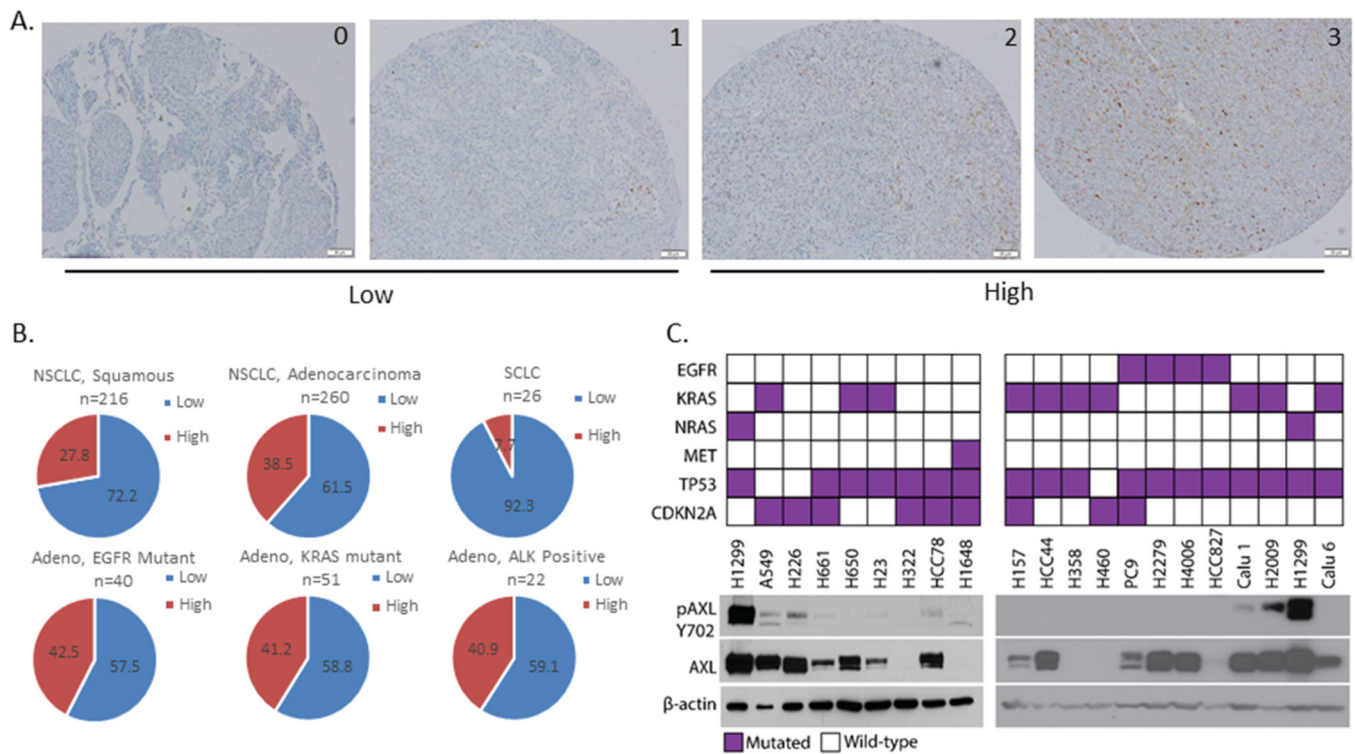 A.
0
1
2
3
Low
High
B.
NSCLC, Squamous
n=216
Low
High
27.8
72.2
NSCLC, Adenocarcinoma
n=260
Low
High
38.5
61.5
SCLC
n=26
Low
High
7.7
92.3
Adeno, EGFR Mutant
n=40
Low
High
42.5
57.5
Adeno, KRAS mutant
n=51
Low
High
41.2
58.8
Adeno, ALK Positive
n=22
Low
High
40.9
59.1
C.
EGFR
KRAS
NRAS
MET
TP53
CDKN2A
H1299
A549
H226
H661
H650
H23
H322
HCC78
H1648
H157
HCC44
H358
H460
PC9
H2279
H4006
HCC827
Calu 1
H2009
H1299
Calu 6
pAXL
Y702
AXL
β-actin
Mutated
Wild-type